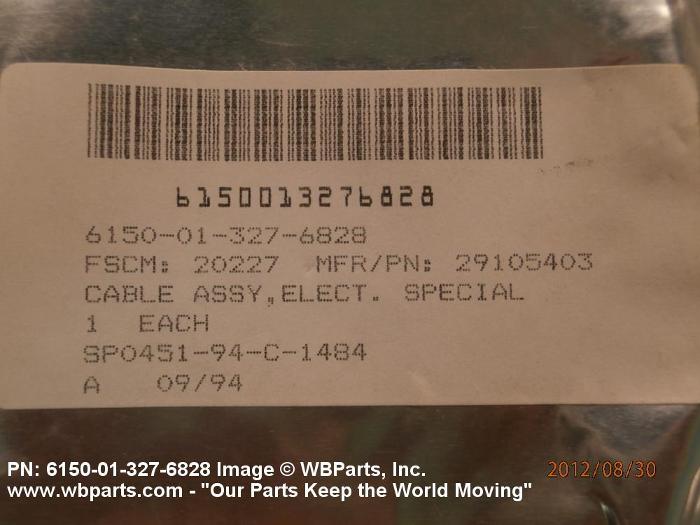 6150013276828
6150-01-327-6828
FSCM: 20227 MFR/PN: 29105403
CABLE ASSY,ELECT. SPECIAL
1 EACH
SP0451-94-C-1484
A 09/94
PN: 6150-01-327-6828 Image © WBParts, Inc.
2012/08/30
www.wbparts.com - "Our Parts Keep the World Moving"